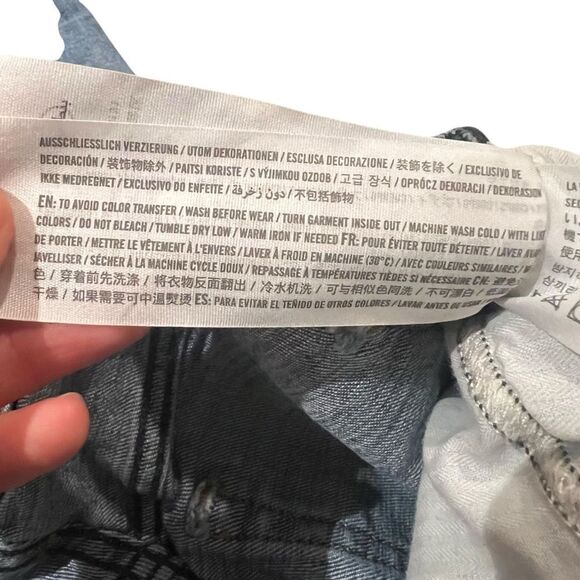 AUSSCHLIESSLICH VERZIERUNG / UTOM DEKORATIONEN / ESCLUSA DECORAZIONE / 装飾を除く / EXCLUSIVO DE
DECORACIÓN / 装饰物除外 / PAITSI KORISTE / S VÝJIMKOU OZDOB / 고급 장식 / OPRÓCZ DEKORACJI / DEKORASJON
IKKE MEDREGNET / EXCLUSIVO DO ENFEITE / دون زخرفة / 不包括飾物
EN: TO AVOID COLOR TRANSFER / WASH BEFORE WEAR / TURN GARMENT INSIDE OUT / MACHINE WASH COLD / WITH LIKE
COLORS / DO NOT BLEACH / TUMBLE DRY LOW / WARM IRON IF NEEDED FR: POUR ÉVITER TOUTE DÉTEINTE / LAVER AVANT
DE PORTER / METTRE LE VÊTEMENT À L'ENVERS / LAVER À FROID EN MACHINE (30°C) / AVEC COULEURS SIMILAIRES /
JAVELLISER / SÉCHER À LA MACHINE CYCLE DOUX / REPASSAGE À TEMPÉRATURES TIÈDES SI NÉCESSAIRE CH: 避免
色 / 穿着前先洗涤 / 将衣物反面翻出 / 冷水机洗 / 可与相似色同洗 / 不可漂白 /
干燥 / 如果需要可中温熨烫 ES: PARA EVITAR EL TEÑIDO DE OTROS COLORES / LAVAR ANTES DE
LA
SE